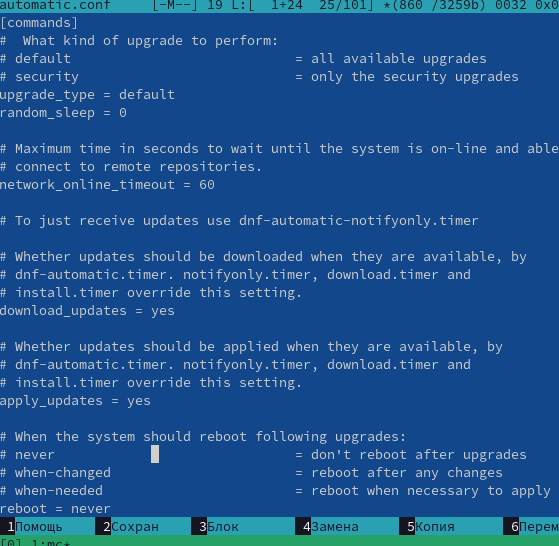 automatic.conf [-M--] 19 L:[ 1+24 25/101] *(860 /3259b) 0032 0x0
[commands]
#  What kind of upgrade to perform:
# default = all available upgrades
# security = only the security upgrades
upgrade_type = default
random_sleep = 0
# Maximum time in seconds to wait until the system is on-line and able
# connect to remote repositories.
network_online_timeout = 60
# To just receive updates use dnf-automatic-notifyonly.timer
# Whether updates should be downloaded when they are available, by
# dnf-automatic.timer. notifyonly.timer, download.timer and
# install.timer override this setting.
download_updates = yes
# Whether updates should be applied when they are available, by
# dnf-automatic.timer. notifyonly.timer, download.timer and
# install.timer override this setting.
apply_updates = yes
# When the system should reboot following upgrades:
# never = don't reboot after upgrades
# when-changed = reboot after any changes
# when-needed = reboot when necessary to apply
reboot = never
1Помощь 2Сохран 3Блок 4Замена 5Копия 6Перем
[0] 1:mc*